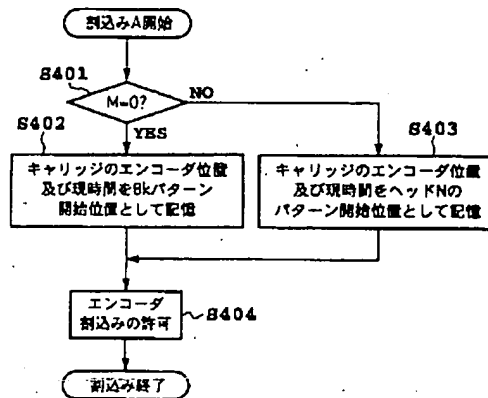 割込みA開始
S401
M=0?
NO
YES
S402
S403
キャリッジのエンコーダ位置
及び現時間をBkパターン
開始位置として記憶
キャリッジのエンコーダ位置
及び現時間をヘッドNの
パターン開始位置として記憶
エンコーダ
割込みの許可
S404
割込み終了